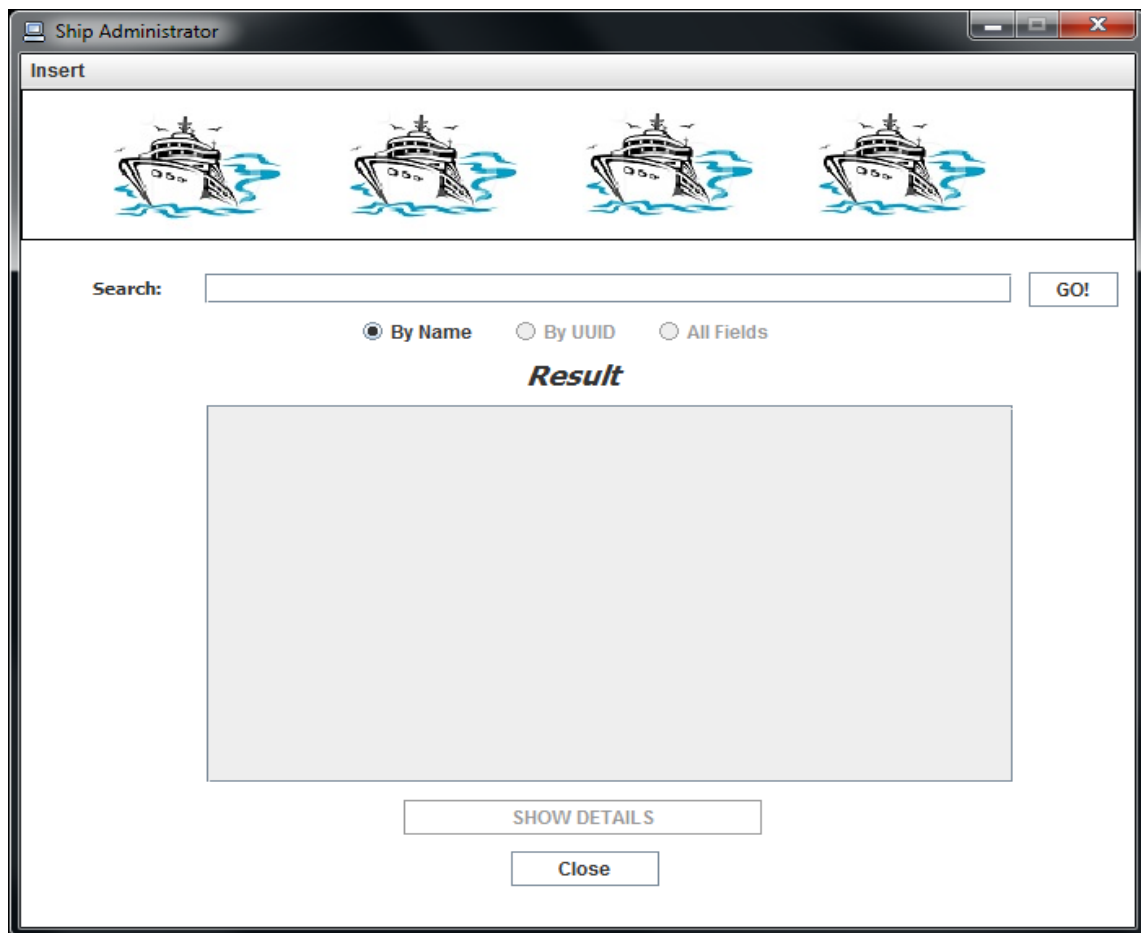 Ship Administrator
Insert
Search:
GO!
By Name By UUID All Fields
Result
SHOW DETAILS
Close